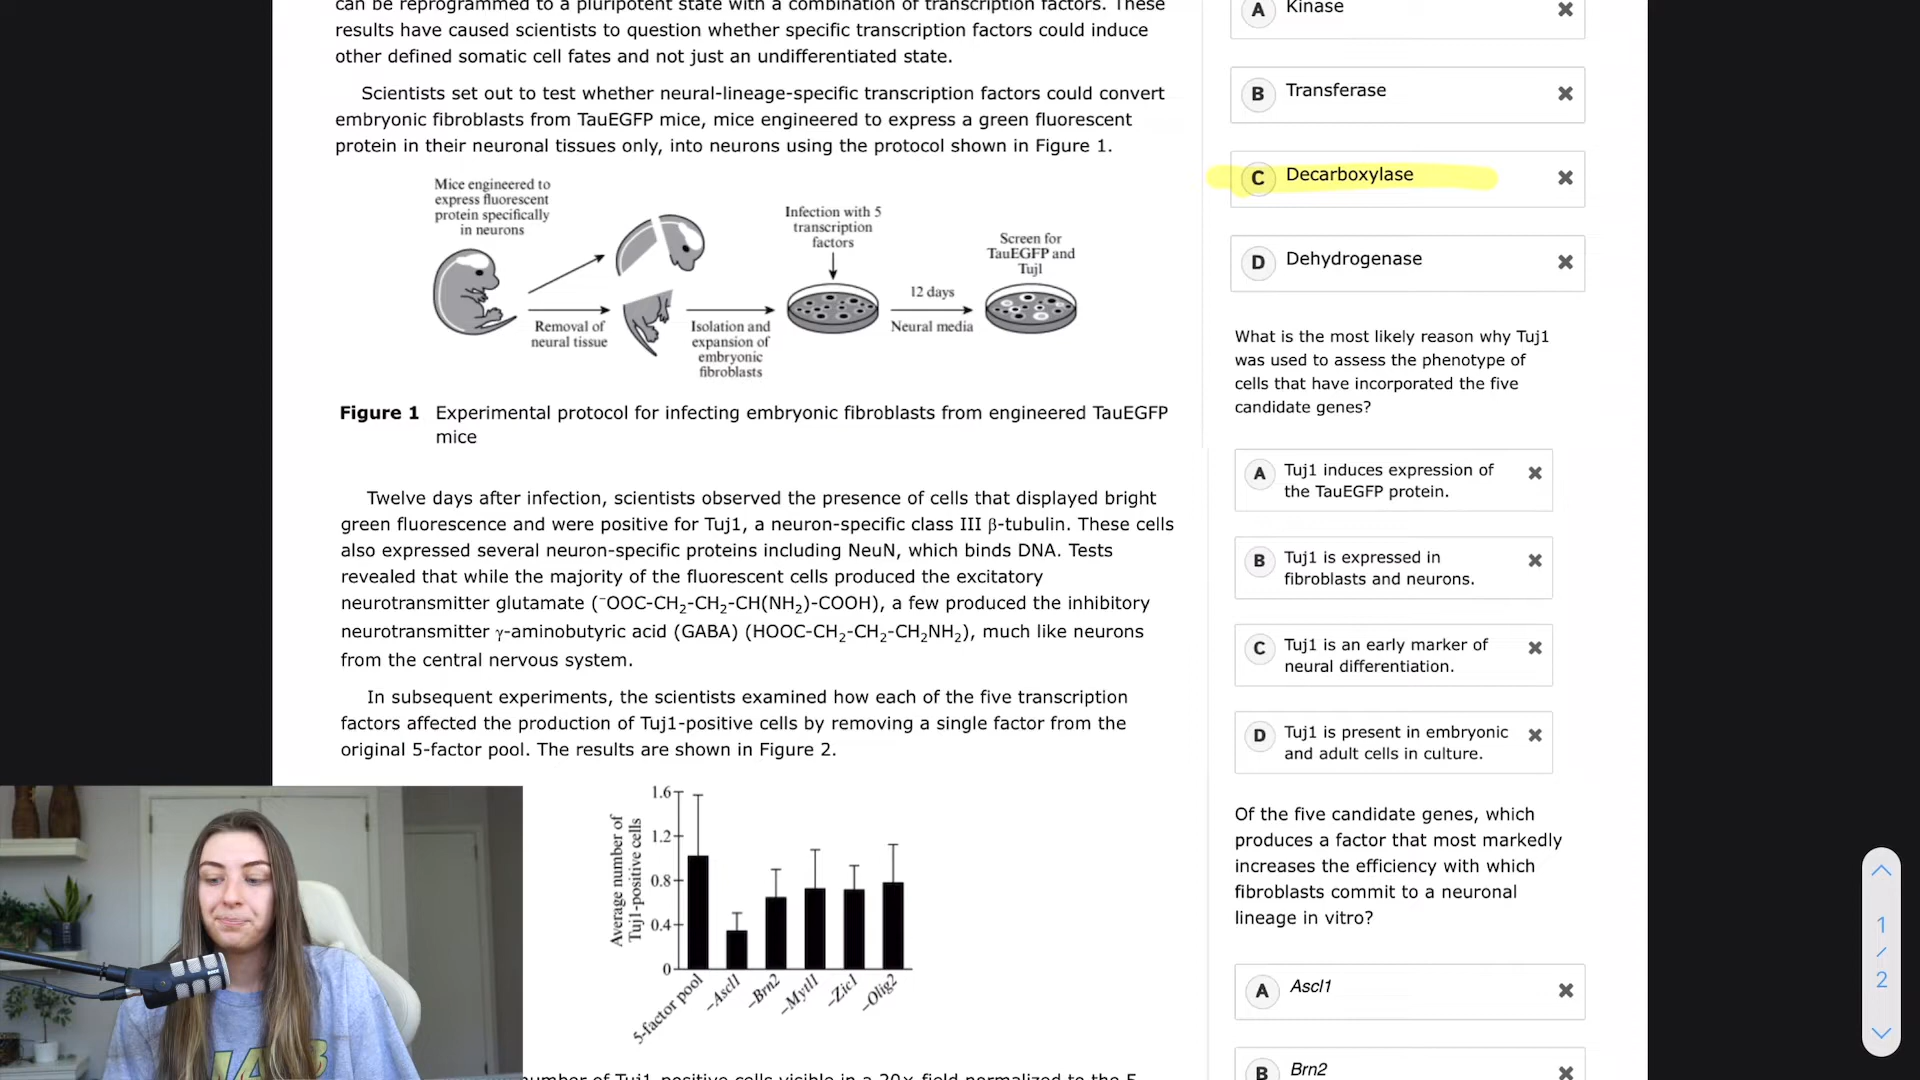 can be reprogrammed to a pluripotent state with a combination of transcription factors. These
results have caused scientists to question whether specific transcription factors could induce
other defined somatic cell fates and not just an undifferentiated state.
Scientists set out to test whether neural-lineage-specific transcription factors could convert
embryonic fibroblasts from TauEGFP mice, mice engineered to express a green fluorescent
protein in their neuronal tissues only, into neurons using the protocol shown in Figure 1.
Mice engineered to
express fluorescent
protein specifically
in neurons
Removal of
neural tissue
Isolation and
expansion of
embryonic
fibroblasts
Infection with 5
transcription
factors
12 days
Neural media
Screen for
TauEGFP and
TujI
Figure 1 Experimental protocol for infecting embryonic fibroblasts from engineered TauEGFP
mice
Twelve days after infection, scientists observed the presence of cells that displayed bright
green fluorescence and were positive for Tuj1, a neuron-specific class III β-tubulin. These cells
also expressed several neuron-specific proteins including NeuN, which binds DNA. Tests
revealed that while the majority of the fluorescent cells produced the excitatory
neurotransmitter glutamate (⁻OOC-CH₂-CH₂-CH(NH₂)-COOH), a few produced the inhibitory
neurotransmitter γ-aminobutyric acid (GABA) (HOOC-CH₂-CH₂-CH₂NH₂), much like neurons
from the central nervous system.
In subsequent experiments, the scientists examined how each of the five transcription
factors affected the production of Tuj1-positive cells by removing a single factor from the
original 5-factor pool. The results are shown in Figure 2.
Average number of
Tuj1-positive cells
1.6
1.2
0.8
0.4
0
5-factor pool
–Ascl1
–Brn2
–Mytl1
–Zic1
–Olig2
number of Tuj1-positive cells visible in a 20× field normalized to the 5-
A Kinase
B Transferase
C Decarboxylase
D Dehydrogenase
What is the most likely reason why Tuj1
was used to assess the phenotype of
cells that have incorporated the five
candidate genes?
A Tuj1 induces expression of
the TauEGFP protein.
B Tuj1 is expressed in
fibroblasts and neurons.
C Tuj1 is an early marker of
neural differentiation.
D Tuj1 is present in embryonic
and adult cells in culture.
Of the five candidate genes, which
produces a factor that most markedly
increases the efficiency with which
fibroblasts commit to a neuronal
lineage in vitro?
A Ascl1
B Brn2
1
/
2